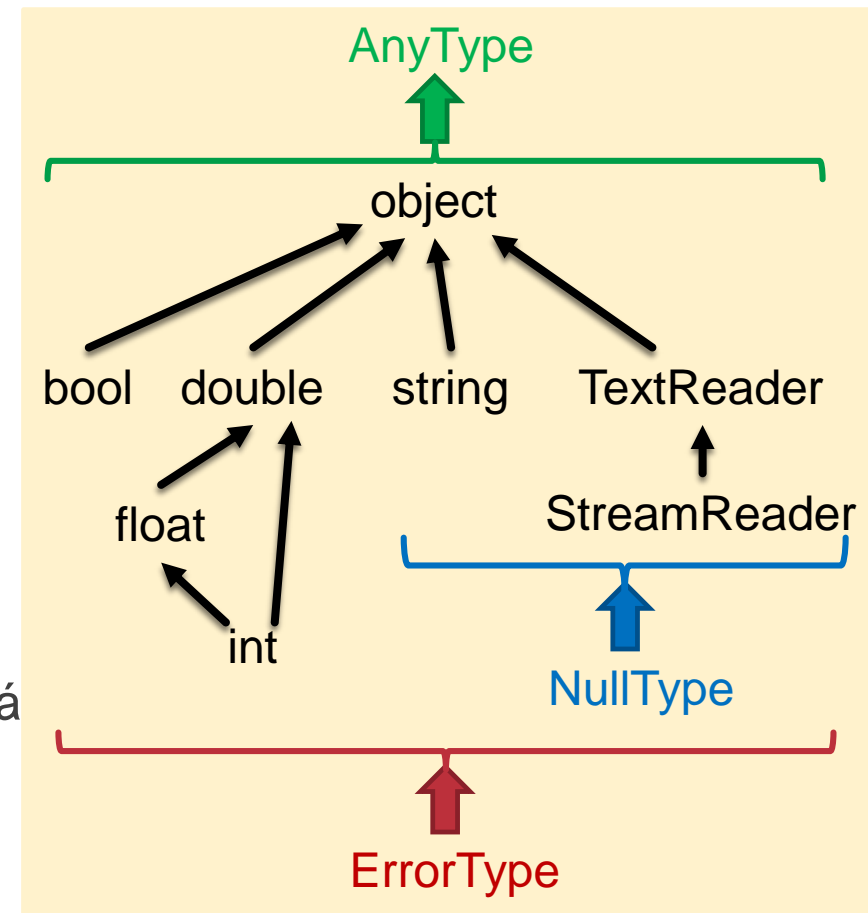 AnyType
object
bool double string TextReader
float StreamReader
int
NullType
á
ErrorType